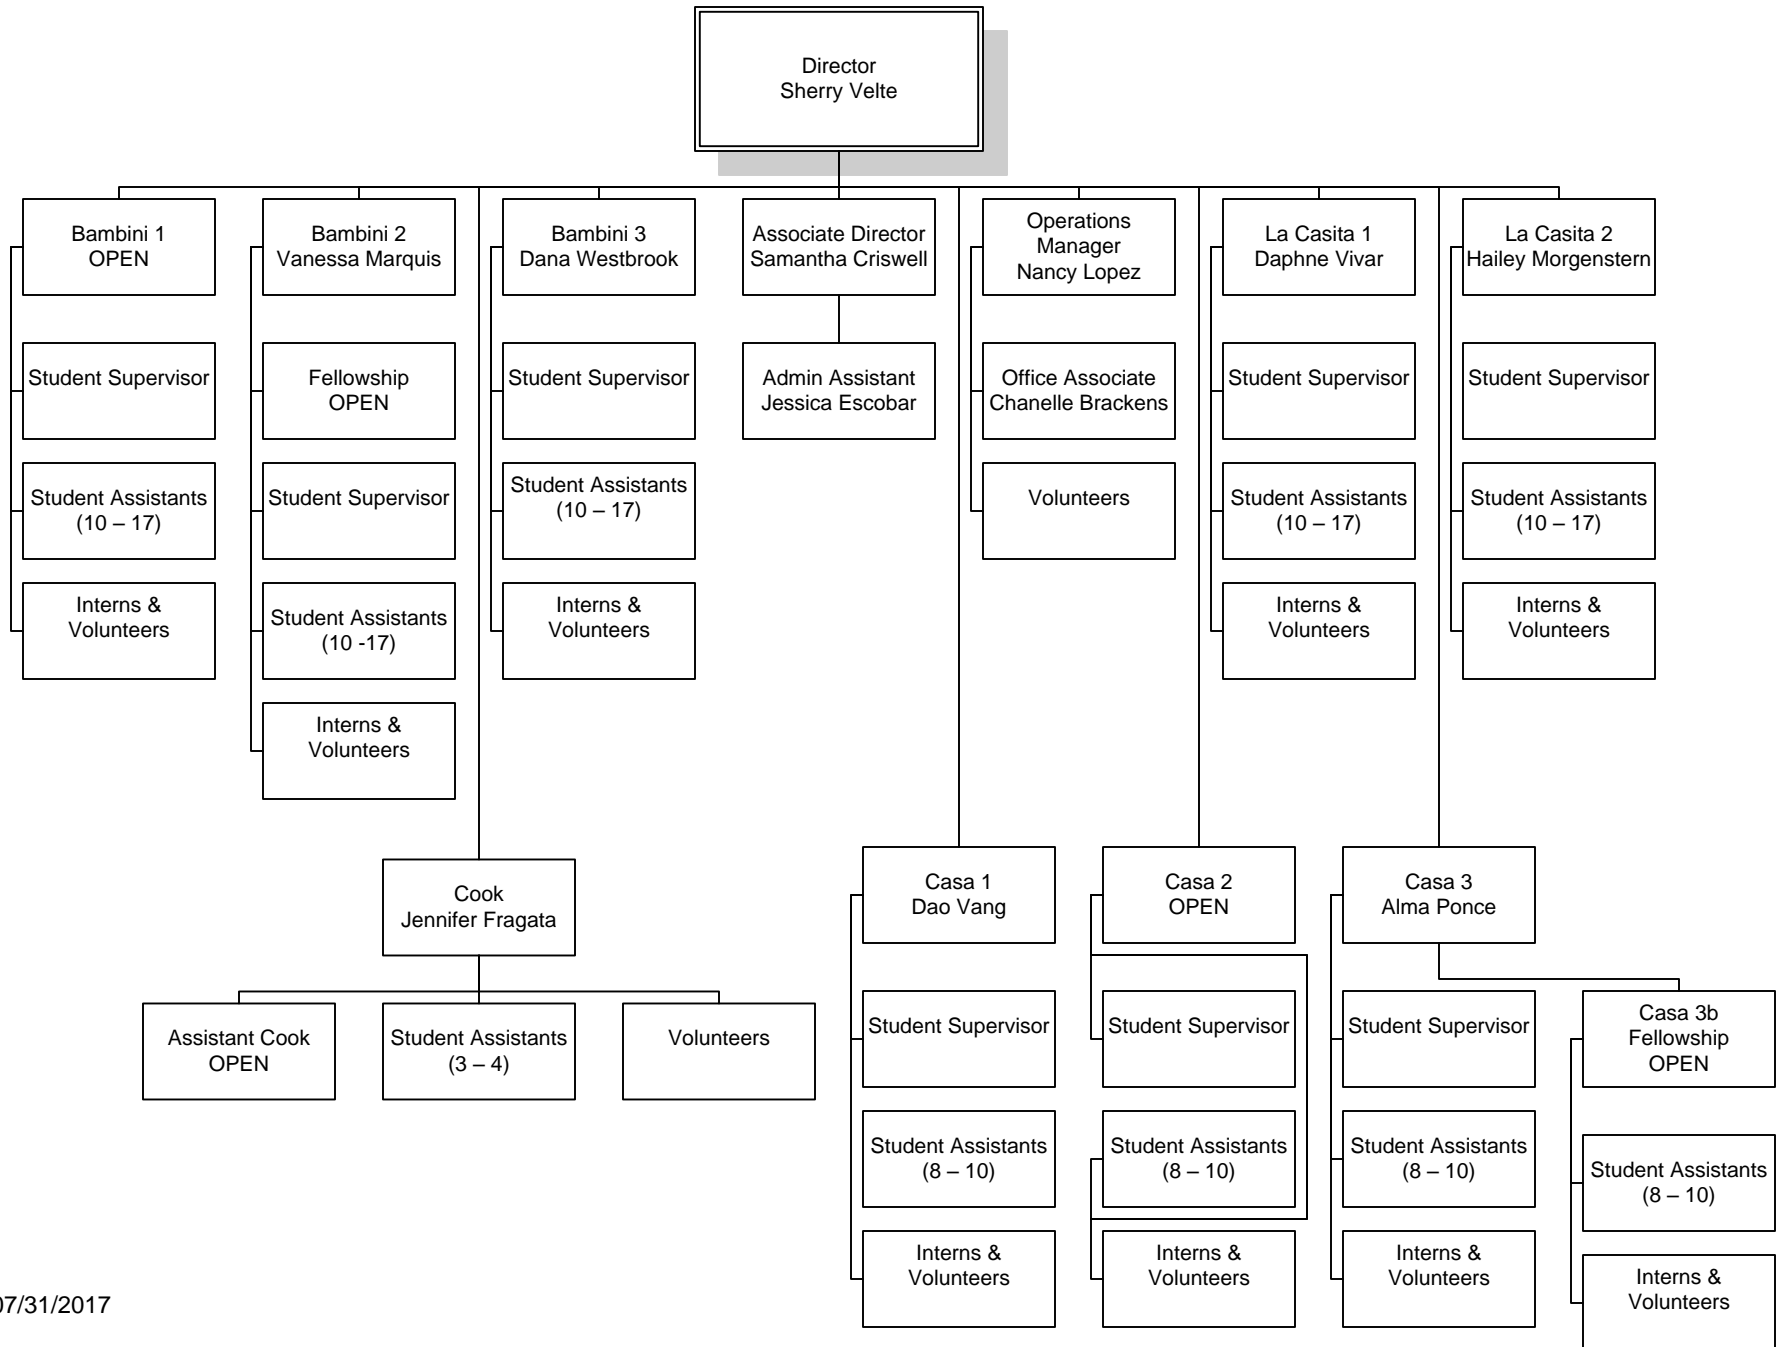 Director
Sherry Velte
Bambini 1
OPEN
Bambini 2
Vanessa Marquis
Bambini 3
Dana Westbrook
Associate Director
Samantha Criswell
Operations
Manager
Nancy Lopez
La Casita 1
Daphne Vivar
La Casita 2
Hailey Morgenstern
Student Supervisor
Fellowship
OPEN
Student Supervisor
Admin Assistant
Jessica Escobar
Office Associate
Chanelle Brackens
Student Supervisor
Student Supervisor
Student Assistants
(10 – 17)
Student Supervisor
Student Assistants
(10 – 17)
Volunteers
Student Assistants
(10 – 17)
Student Assistants
(10 – 17)
Interns &
Volunteers
Student Assistants
(10 -17)
Interns &
Volunteers
Interns &
Volunteers
Interns &
Volunteers
Interns &
Volunteers
Cook
Jennifer Fragata
Casa 1
Dao Vang
Casa 2
OPEN
Casa 3
Alma Ponce
Assistant Cook
OPEN
Student Assistants
(3 – 4)
Volunteers
Student Supervisor
Student Supervisor
Student Supervisor
Casa 3b
Fellowship
OPEN
Student Assistants
(8 – 10)
Student Assistants
(8 – 10)
Student Assistants
(8 – 10)
Student Assistants
(8 – 10)
Interns &
Volunteers
Interns &
Volunteers
Interns &
Volunteers
Interns &
Volunteers
07/31/2017